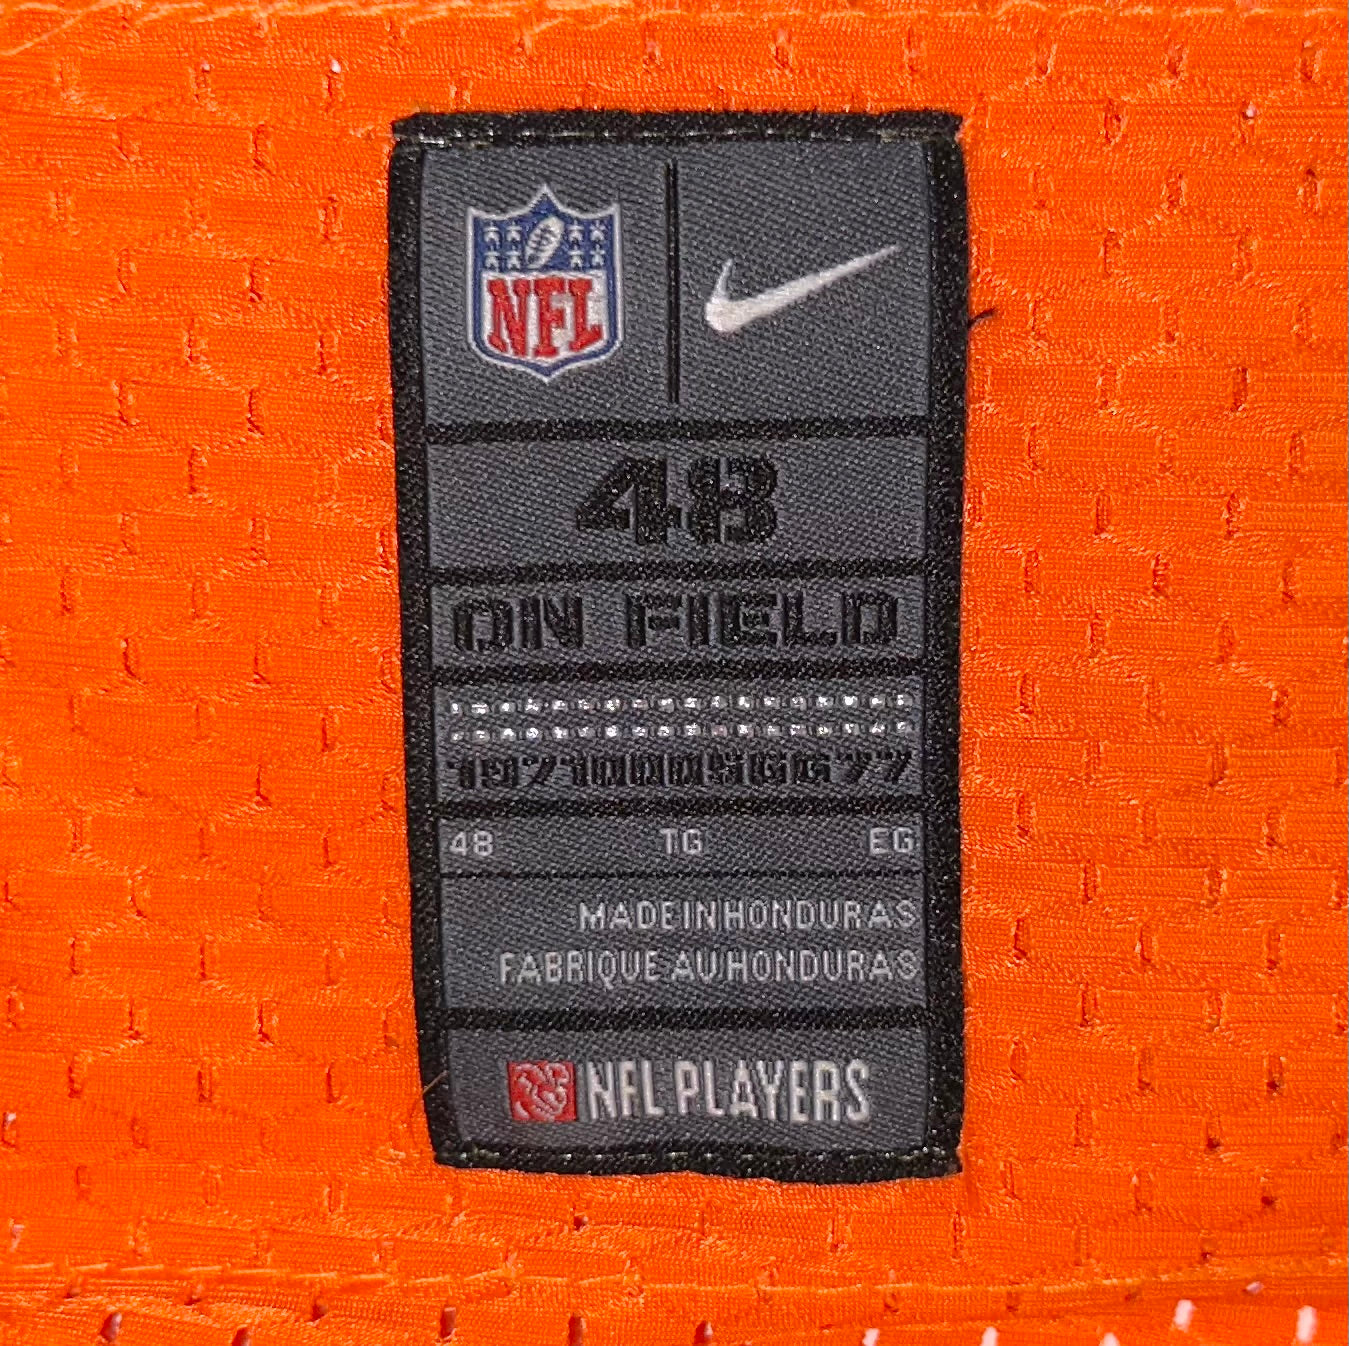 NFL
48
ON FIELD
48 TG EG
MADE IN HONDURAS
FABRIQUE AU HONDURAS
NFL PLAYERS